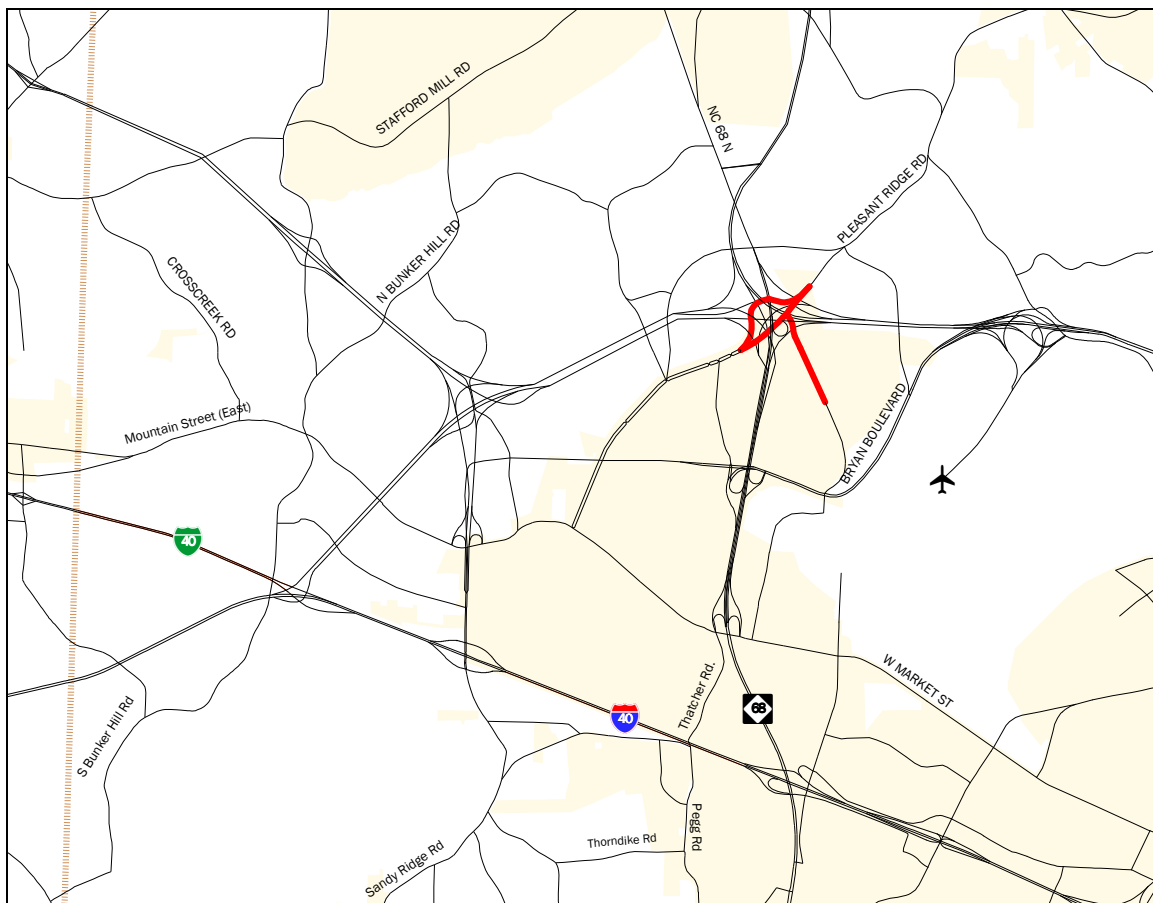 STAFFORD MILL RD
NC 68 N
PLEASANT RIDGE RD
N BUNKER HILL RD
CROSSCREEK RD
Mountain Street (East)
BRYAN BOULEVARD
40
W MARKET ST
Thatcher Rd.
68
40
S Bunker Hill Rd
Pegg Rd
Thorndike Rd
Sandy Ridge Rd